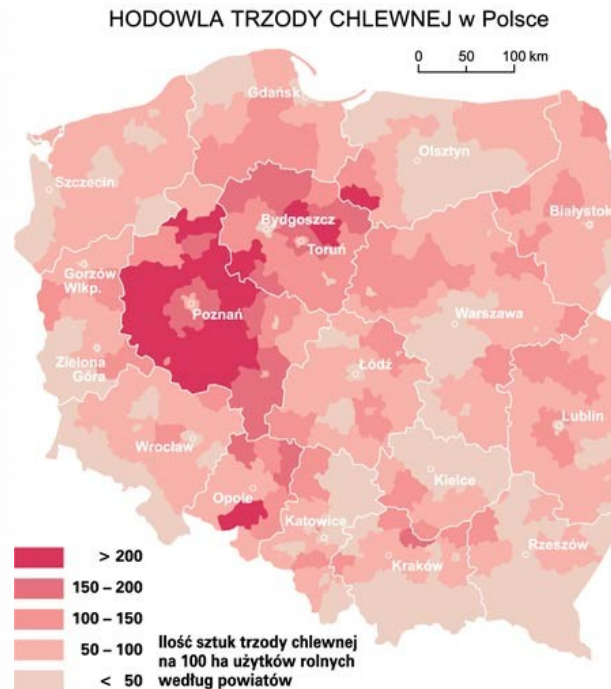 HODOWLA TRZODY CHLEWNEJ w Polsce
0 50 100 km
Gdańsk
Olsztyn
Szczecin
Białystok
Bydgoszcz
Toruń
Gorzów
Wlkp.
Poznań
Warszawa
Zielona
Góra
Łódź
Lublin
Wrocław
Kielce
Opole
Katowice
Kraków
Rzeszów
> 200
150 – 200
100 – 150
50 – 100
< 50
Ilość sztuk trzody chlewnej
na 100 ha użytków rolnych
według powiatów